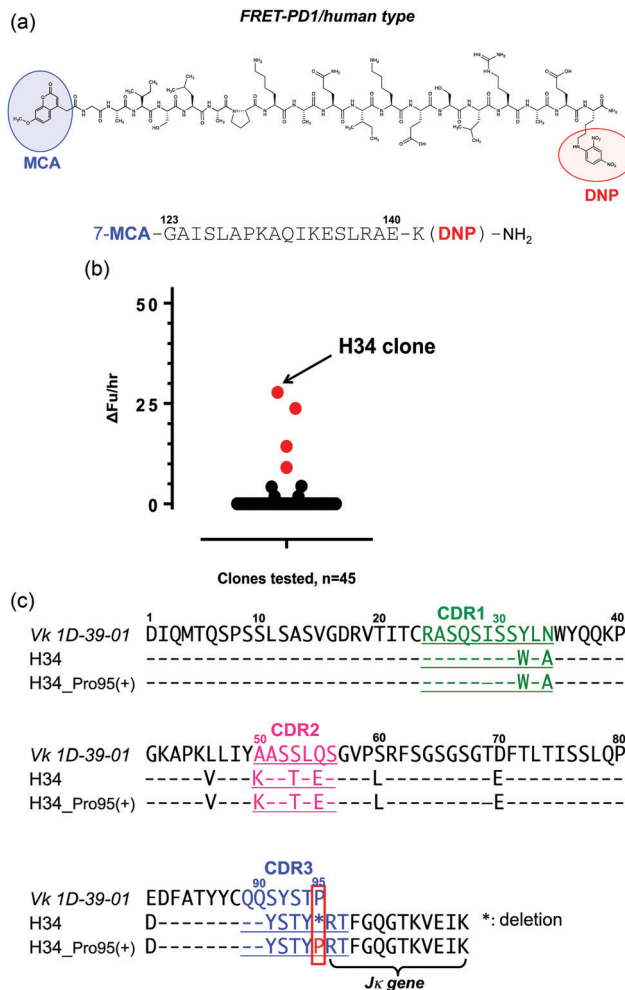 (a)
FRET-PD1/human type
MCA
DNP
123 140
7-MCA-GAISLAPKAQIKESLRAE-K(DNP)-NH2
(b)
50
25
0
ΔFu/hr
H34 clone
Clones tested, n=45
(c)
CDR1
1 10 20 30 40
Vk 1D-39-01 DIQMTQSPSSLSASVGDRVTITCRASQSISSYLNWYQQKP
H34 -------------------------------W-A------
H34_Pro95(+) -------------------------------W-A------
CDR2
50 60 70 80
Vk 1D-39-01 GKAPKLLIYAASSLQSGVPSRFSGSGSGTDFTLTISSLQP
H34 -----V---K--T-E----L---------E----------
H34_Pro95(+) -----V---K--T-E----L---------E----------
CDR3
90 95
Vk 1D-39-01 EDFATYYCQQSYSTP
H34 D---------YSTY*RTFGQGTKVEIK *: deletion
H34_Pro95(+) D---------YSTYPRTFGQGTKVEIK
Jκ gene